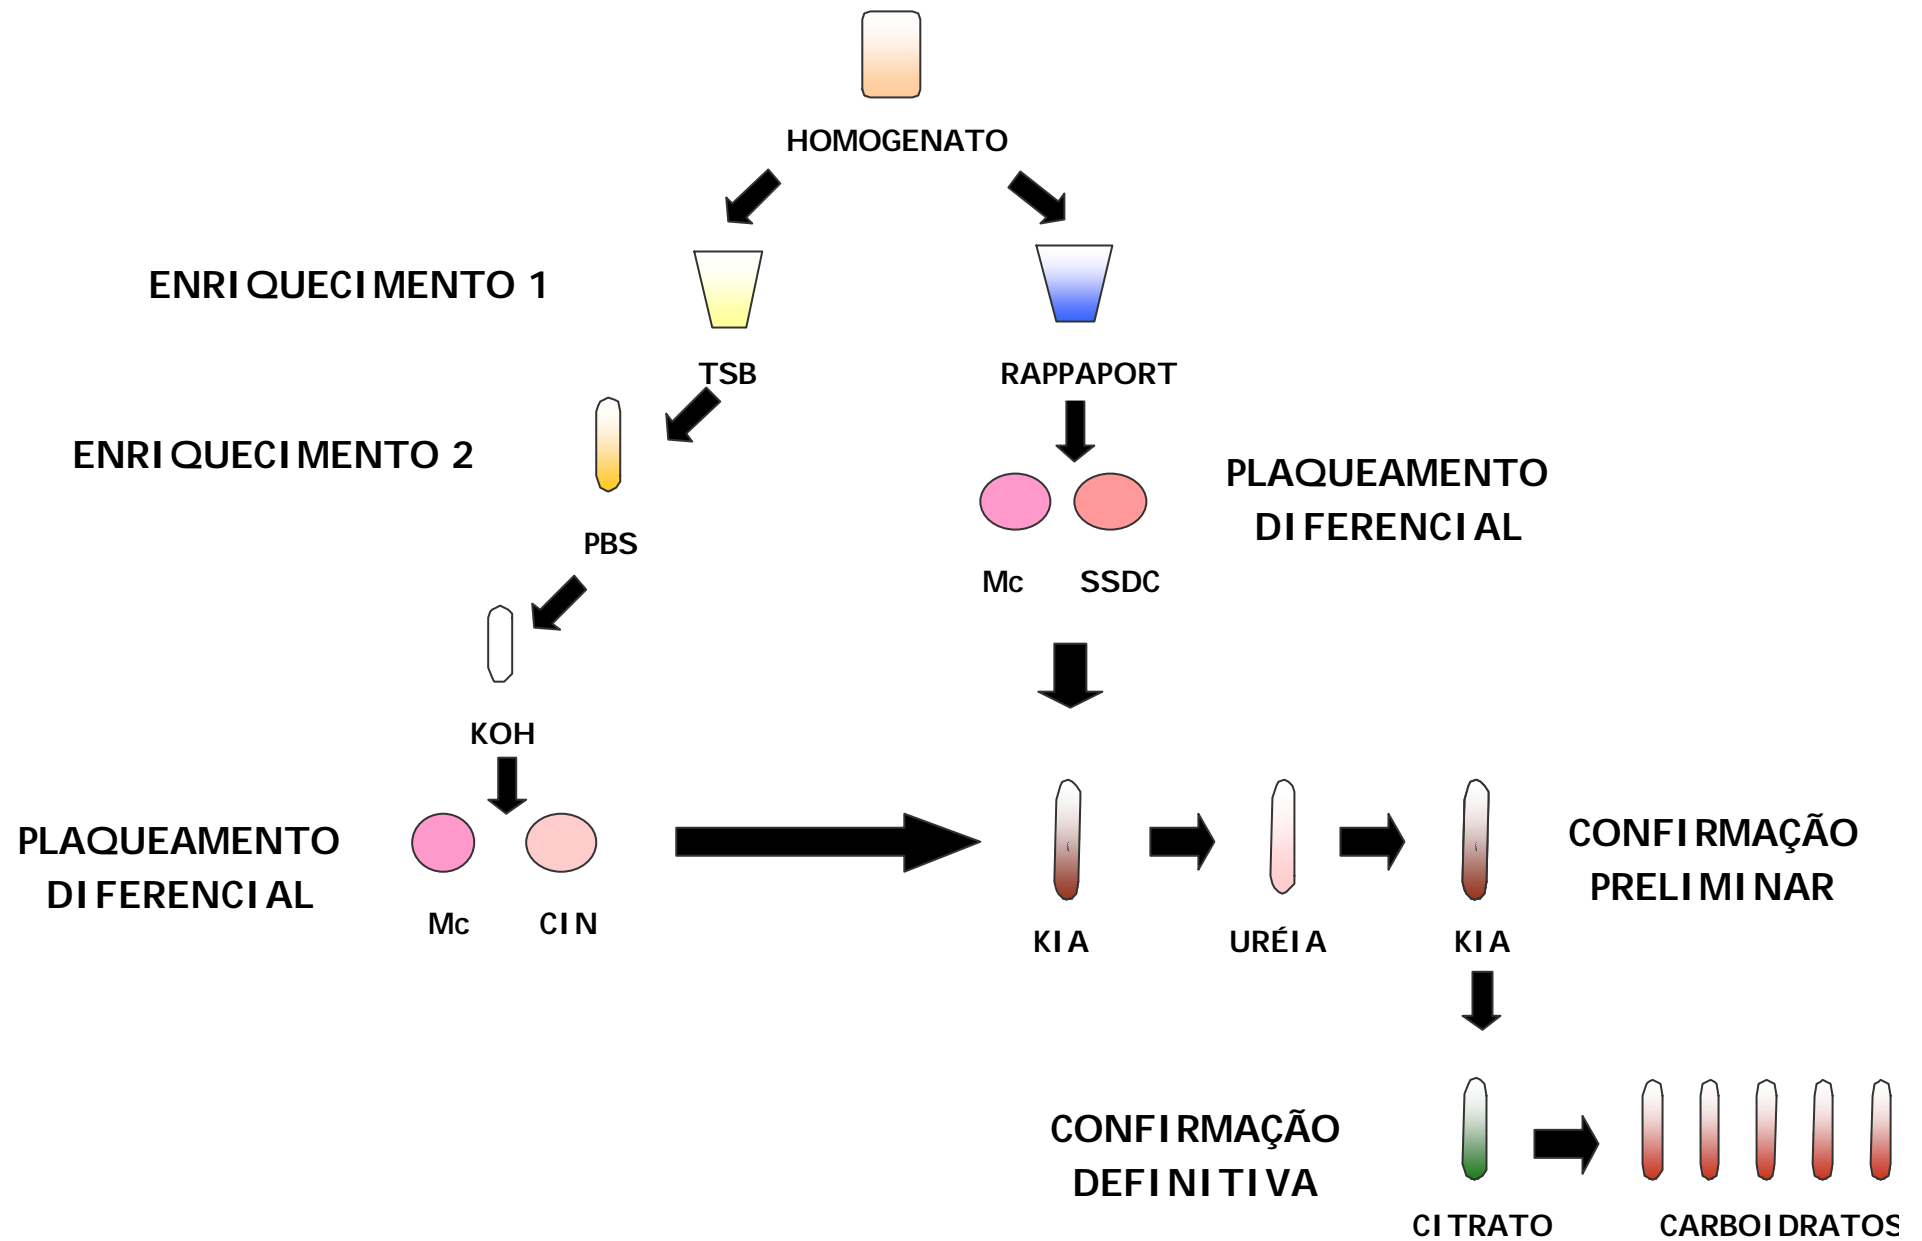 HOMOGENATO
ENRIQUECIMENTO 1
TSB
RAPPAPORT
ENRIQUECIMENTO 2
PBS
PLAQUEAMENTO
DIFERENCIAL
Mc SSDC
KOH
PLAQUEAMENTO
DIFERENCIAL
Mc CIN
KIA URÉIA KIA
CONFIRMAÇÃO
PRELIMINAR
CONFIRMAÇÃO
DEFINITIVA
CITRATO CARBOIDRATOS